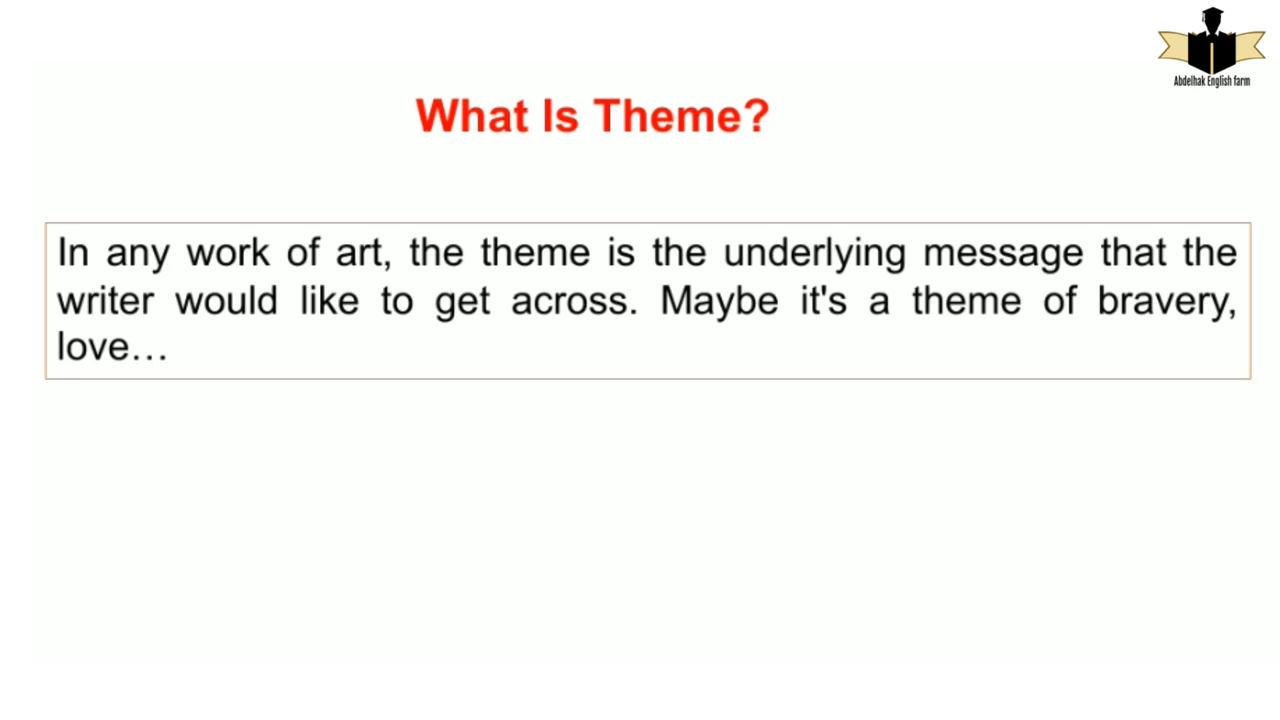 Abdelhak English farm
What Is Theme?
In any work of art, the theme is the underlying message that the
writer would like to get across. Maybe it's a theme of bravery,
love…